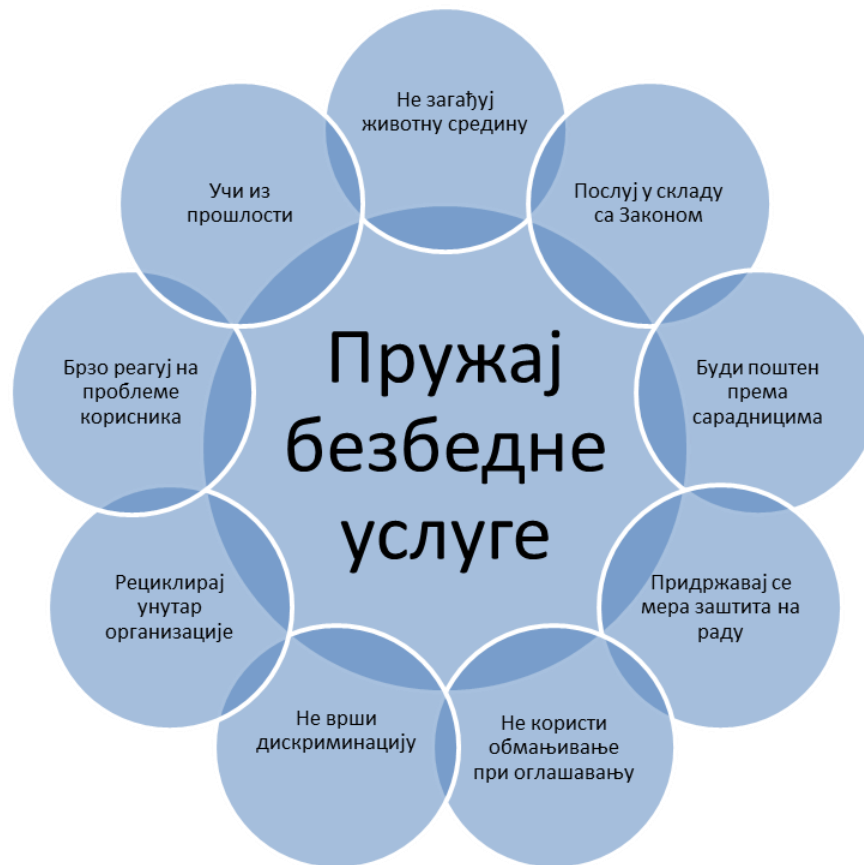 Не загађуј
животну средину
Послуј у складу
са Законом
Буди поштен
према
сарадницима
Придржавај се
мера заштита на
раду
Не користи
обмањивање
при оглашавању
Не врши
дискриминацију
Рециклирај
унутар
организације
Брзо реагуј на
проблеме
корисника
Учи из
прошлости
Пружај
безбедне
услуге